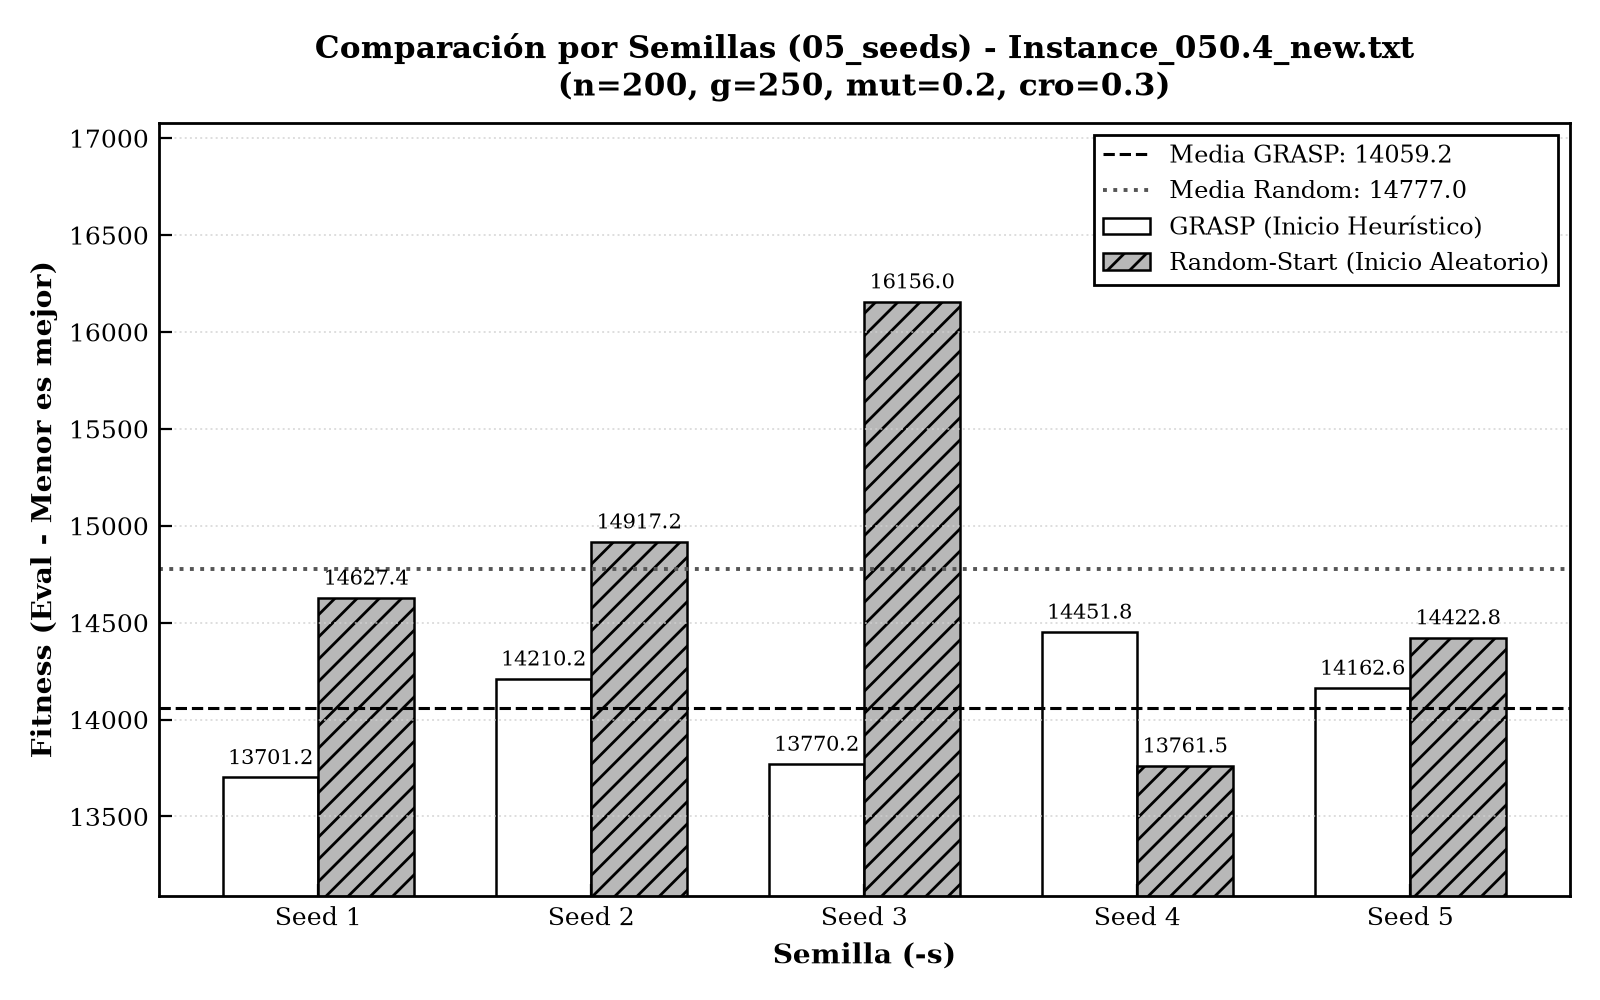 Comparación por Semillas (05_seeds) - Instance_050.4_new.txt
(n=200, g=250, mut=0.2, cro=0.3)
Fitness (Eval - Menor es mejor)
17000
16500
16000
15500
15000
14500
14000
13500
Media GRASP: 14059.2
Media Random: 14777.0
GRASP (Inicio Heurístico)
Random-Start (Inicio Aleatorio)
13701.2
14627.4
14210.2
14917.2
13770.2
16156.0
14451.8
13761.5
14162.6
14422.8
Seed 1
Seed 2
Seed 3
Seed 4
Seed 5
Semilla (-s)